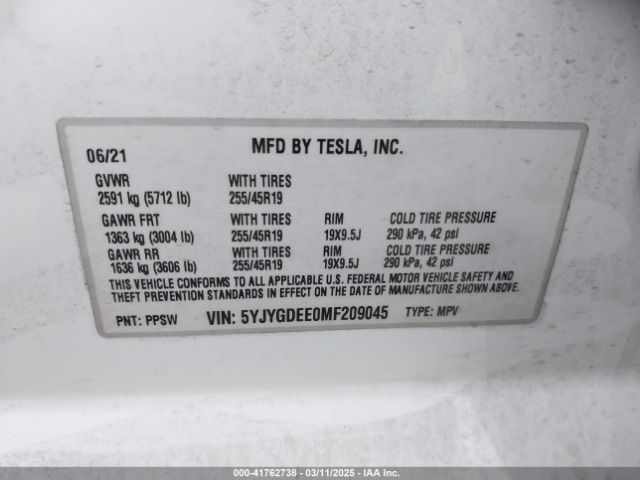 06/21 MFD BY TESLA, INC.
GVWR WITH TIRES
2591 kg (5712 lb) 255/45R19
GAWR FRT WITH TIRES RIM COLD TIRE PRESSURE
1363 kg (3004 lb) 255/45R19 19X9.5J 290 kPa, 42 psi
GAWR RR WITH TIRES RIM COLD TIRE PRESSURE
1636 kg (3606 lb) 255/45R19 19X9.5J 290 kPa, 42 psi
THIS VEHICLE CONFORMS TO ALL APPLICABLE U.S. FEDERAL MOTOR VEHICLE SAFETY AND
THEFT PREVENTION STANDARDS IN EFFECT ON THE DATE OF MANUFACTURE SHOWN ABOVE.
PNT: PPSW VIN: 5YJYGDEE0MF209045 TYPE: MPV
000-41762738 - 03/11/2025 - IAA Inc.